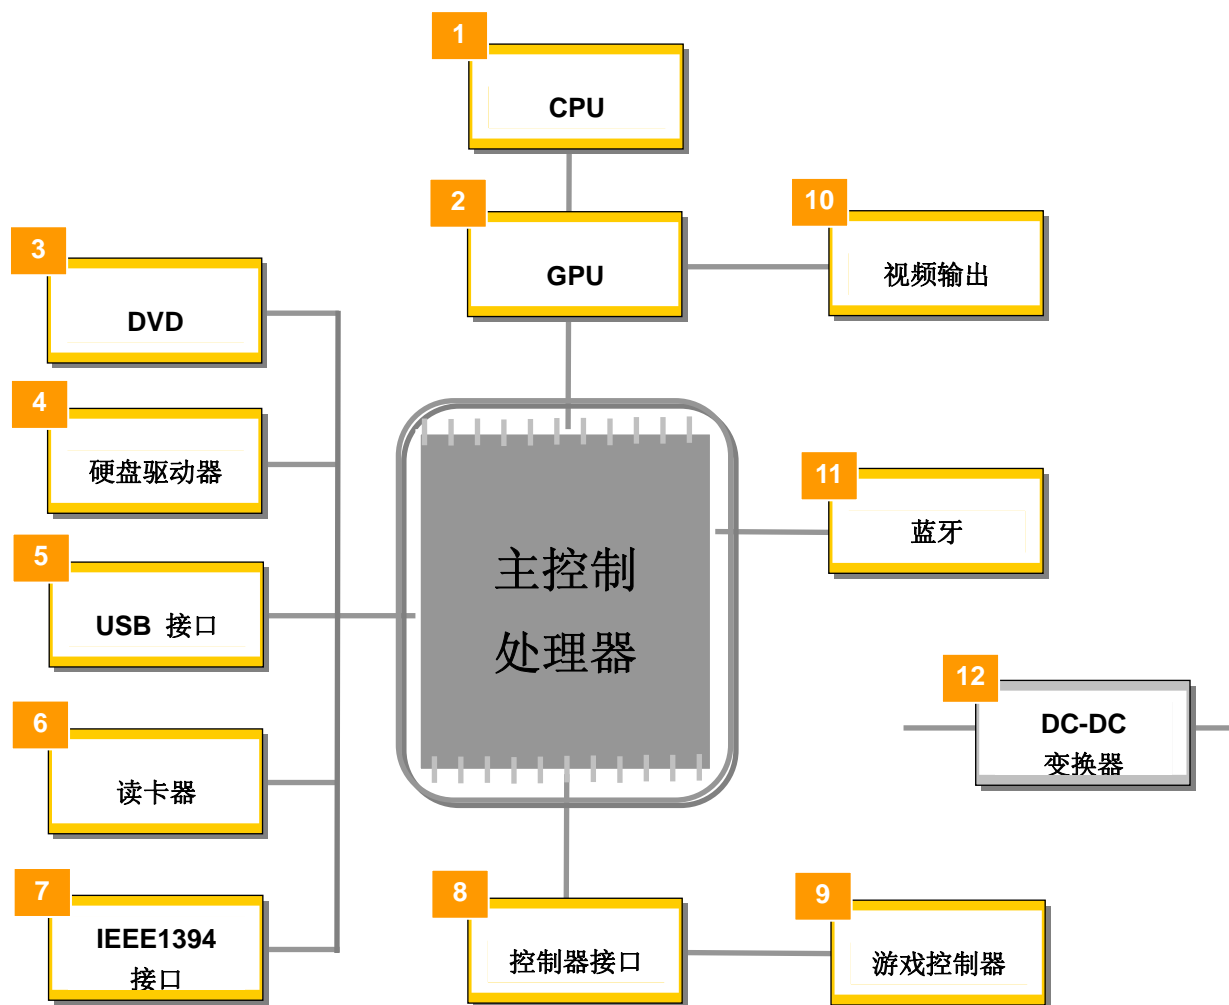 1
CPU
2
GPU
10
视频输出
3
DVD
4
硬盘驱动器
11
蓝牙
5
USB 接口
主控制
处理器
12
DC-DC
变换器
6
读卡器
7
IEEE1394
接口
8
控制器接口
9
游戏控制器